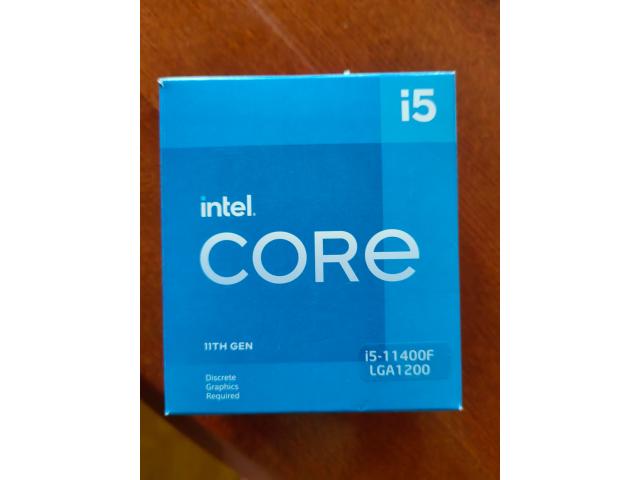 i5
intel.
CORe
11TH GEN
i5-11400F
LGA1200
Discrete
Graphics
Required